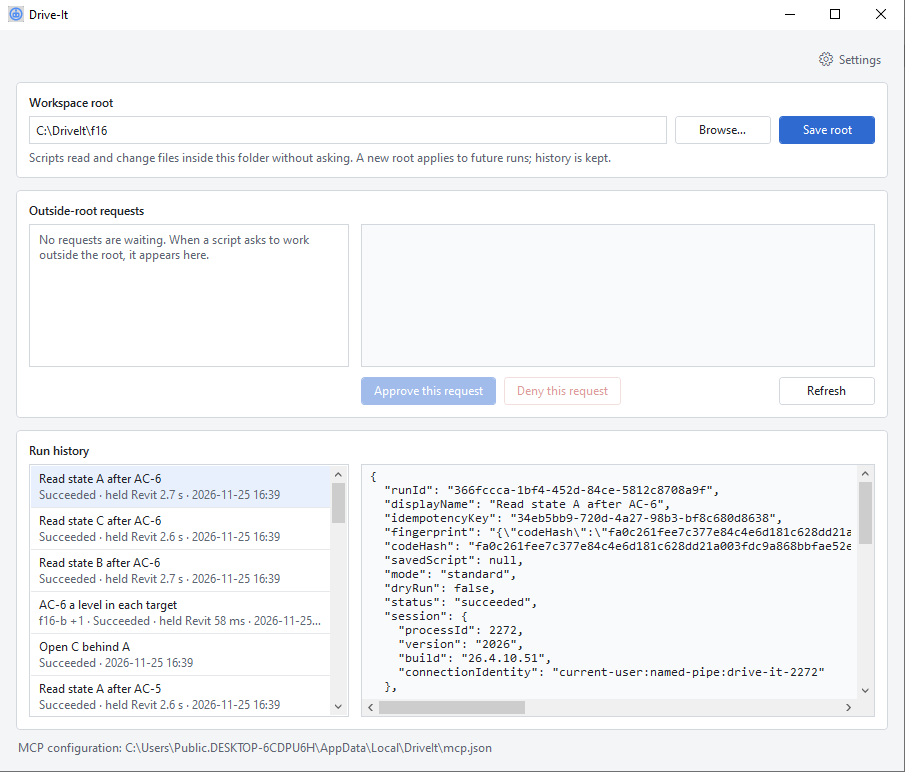 Drive-It
Settings
Workspace root
C:\DriveIt\f16
Browse...
Save root
Scripts read and change files inside this folder without asking. A new root applies to future runs; history is kept.
Outside-root requests
No requests are waiting. When a script asks to work
outside the root, it appears here.
Approve this request
Deny this request
Refresh
Run history
Read state A after AC-6
Succeeded · held Revit 2.7 s · 2026-11-25 16:39
Read state C after AC-6
Succeeded · held Revit 2.6 s · 2026-11-25 16:39
Read state B after AC-6
Succeeded · held Revit 2.7 s · 2026-11-25 16:39
AC-6 a level in each target
f16-b +1 · Succeeded · held Revit 58 ms · 2026-11-25...
Open C behind A
Succeeded · 2026-11-25 16:39
Read state A after AC-5
Succeeded · held Revit 2.6 s · 2026-11-25 16:39
{
"runId": "366fccca-1bf4-452d-84ce-5812c8708a9f",
"displayName": "Read state A after AC-6",
"idempotencyKey": "34eb5bb9-720d-4a27-98b3-bf8c680d8638",
"fingerprint": "{\"codeHash\":\"fa0c261fee7c377e84c4e6d181c628dd21a
"codeHash": "fa0c261fee7c377e84c4e6d181c628dd21a003fdc9a868bbfae52e
"savedScript": null,
"mode": "standard",
"dryRun": false,
"status": "succeeded",
"session": {
"processId": 2272,
"version": "2026",
"build": "26.4.10.51",
"connectionIdentity": "current-user:named-pipe:drive-it-2272"
},
MCP configuration: C:\Users\Public.DESKTOP-6CDPU6H\AppData\Local\DriveIt\mcp.json